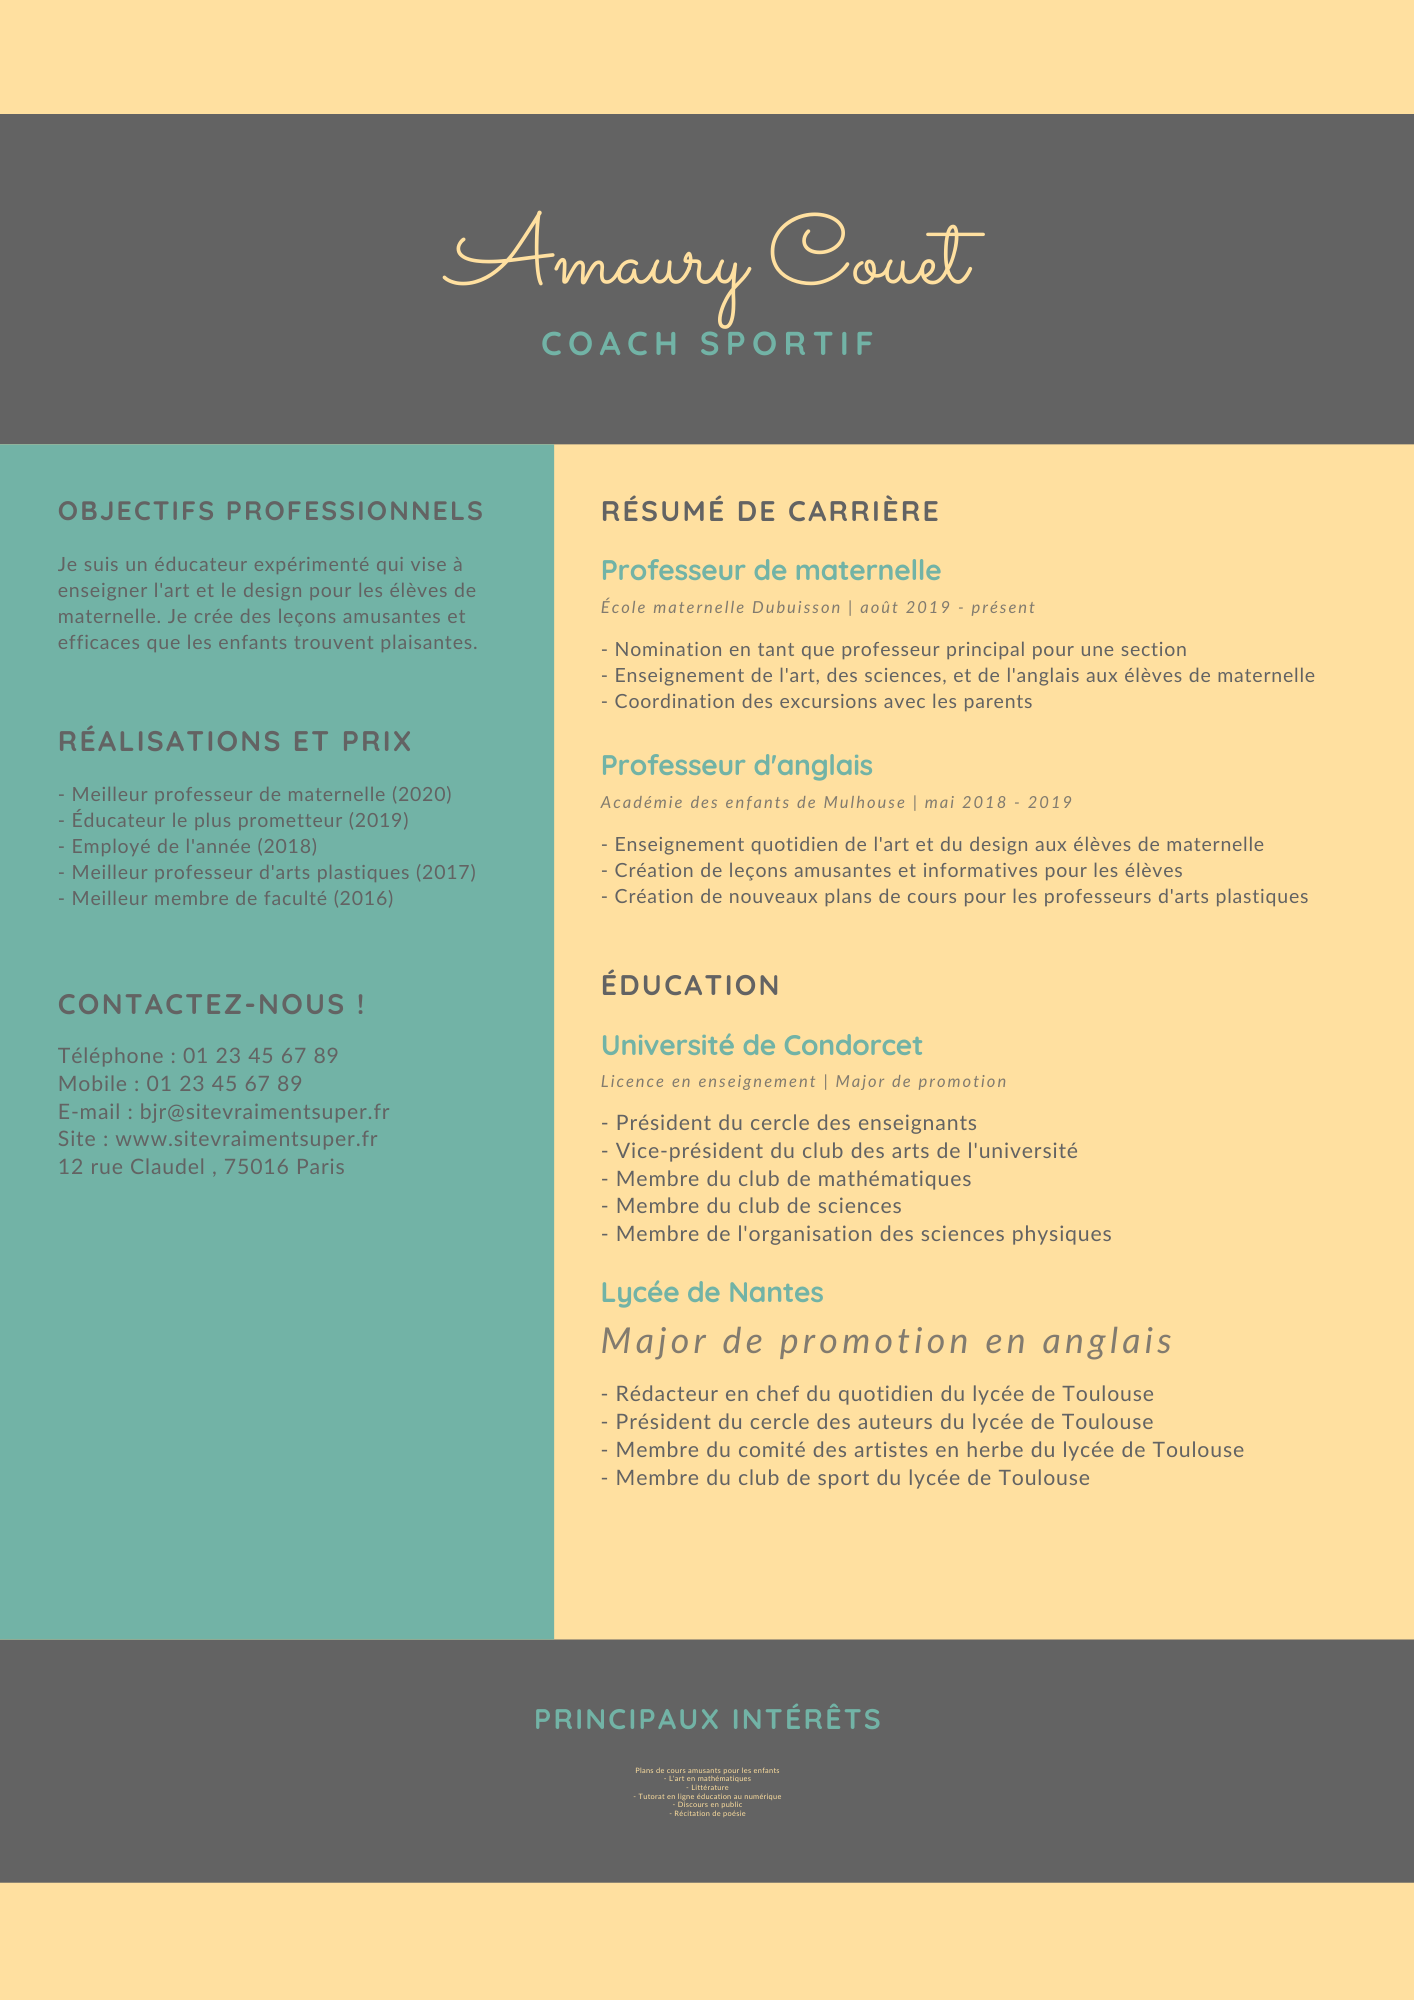 Amaury Couet
COACH SPORTIF
OBJECTIFS PROFESSIONNELS
Je suis un éducateur expérimenté qui vise à
enseigner l'art et le design pour les élèves de
maternelle. Je crée des leçons amusantes et
efficaces que les enfants trouvent plaisantes.
RÉALISATIONS ET PRIX
- Meilleur professeur de maternelle (2020)
- Éducateur le plus prometteur (2019)
- Employé de l'année (2018)
- Meilleur professeur d'arts plastiques (2017)
- Meilleur membre de faculté (2016)
CONTACTEZ-NOUS !
Téléphone : 01 23 45 67 89
Mobile : 01 23 45 67 89
E-mail : bjr@sitevraimentsuper.fr
Site : www.sitevraimentsuper.fr
12 rue Claudel , 75016 Paris
RÉSUMÉ DE CARRIÈRE
Professeur de maternelle
École maternelle Dubuisson | août 2019 - présent
- Nomination en tant que professeur principal pour une section
- Enseignement de l'art, des sciences, et de l'anglais aux élèves de maternelle
- Coordination des excursions avec les parents
Professeur d'anglais
Académie des enfants de Mulhouse | mai 2018 - 2019
- Enseignement quotidien de l'art et du design aux élèves de maternelle
- Création de leçons amusantes et informatives pour les élèves
- Création de nouveaux plans de cours pour les professeurs d'arts plastiques
ÉDUCATION
Université de Condorcet
Licence en enseignement | Major de promotion
- Président du cercle des enseignants
- Vice-président du club des arts de l'université
- Membre du club de mathématiques
- Membre du club de sciences
- Membre de l'organisation des sciences physiques
Lycée de Nantes
Major de promotion en anglais
- Rédacteur en chef du quotidien du lycée de Toulouse
- Président du cercle des auteurs du lycée de Toulouse
- Membre du comité des artistes en herbe du lycée de Toulouse
- Membre du club de sport du lycée de Toulouse
PRINCIPAUX INTÉRÊTS
Plans de cours amusants pour les enfants
- L'art en mathématiques
- Littérature
- Tutorat en ligne éducation au numérique
- Discours en public
- Récitation de poésie